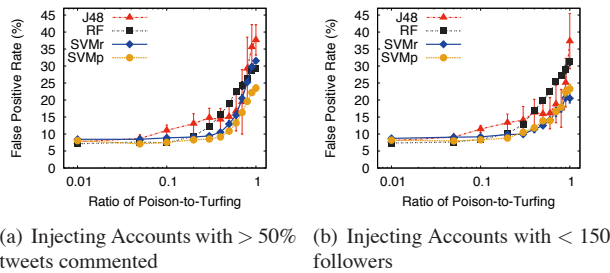 J48
RF
SVMr
SVMp
False Positive Rate (%)
45
40
35
30
25
20
15
10
5
0
0.01
0.1
1
Ratio of Poison-to-Turfing
J48
RF
SVMr
SVMp
False Positive Rate (%)
45
40
35
30
25
20
15
10
5
0
0.01
0.1
1
Ratio of Poison-to-Turfing
(a) Injecting Accounts with > 50%
tweets commented
(b) Injecting Accounts with < 150
followers